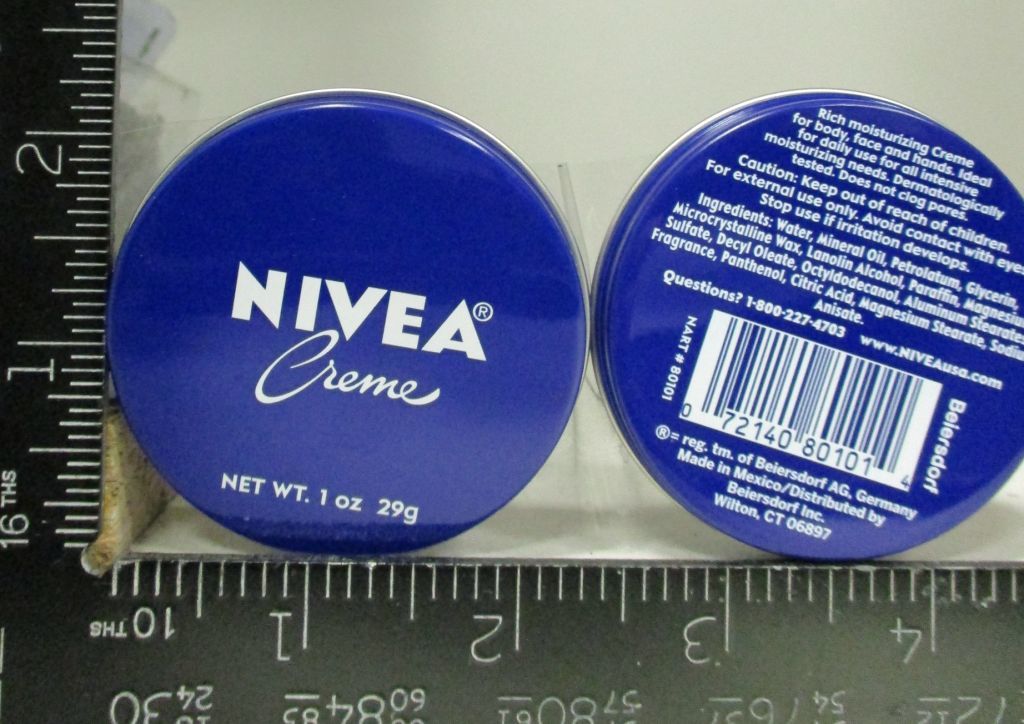 NIVEA®
Creme
NET WT. 1 oz 29g
Rich moisturizing Creme
for body, face and hands. Ideal
for daily use for all intensive
moisturizing needs. Dermatologically
tested. Does not clog pores.
Caution: Keep out of reach of children.
For external use only. Avoid contact with eyes
Stop use if irritation develops.
Ingredients: Water, Mineral Oil, Petrolatum, Glycerin,
Microcrystalline Wax, Lanolin Alcohol, Paraffin, Magnesium
Sulfate, Decyl Oleate, Octyldodecanol, Aluminum Stearates
Fragrance, Panthenol, Citric Acid, Magnesium Stearate, Sodiu
Anisate.
Questions? 1-800-227-4703 www.NIVEAusa.com
NART # 80101
0 72140 80101 4
Beiersdorf
®= reg. tm. of Beiersdorf AG, Germany
Made in Mexico/Distributed by
Beiersdorf Inc.
Wilton, CT 06897
2
1
16 THS
10 THS
1 2 3 4